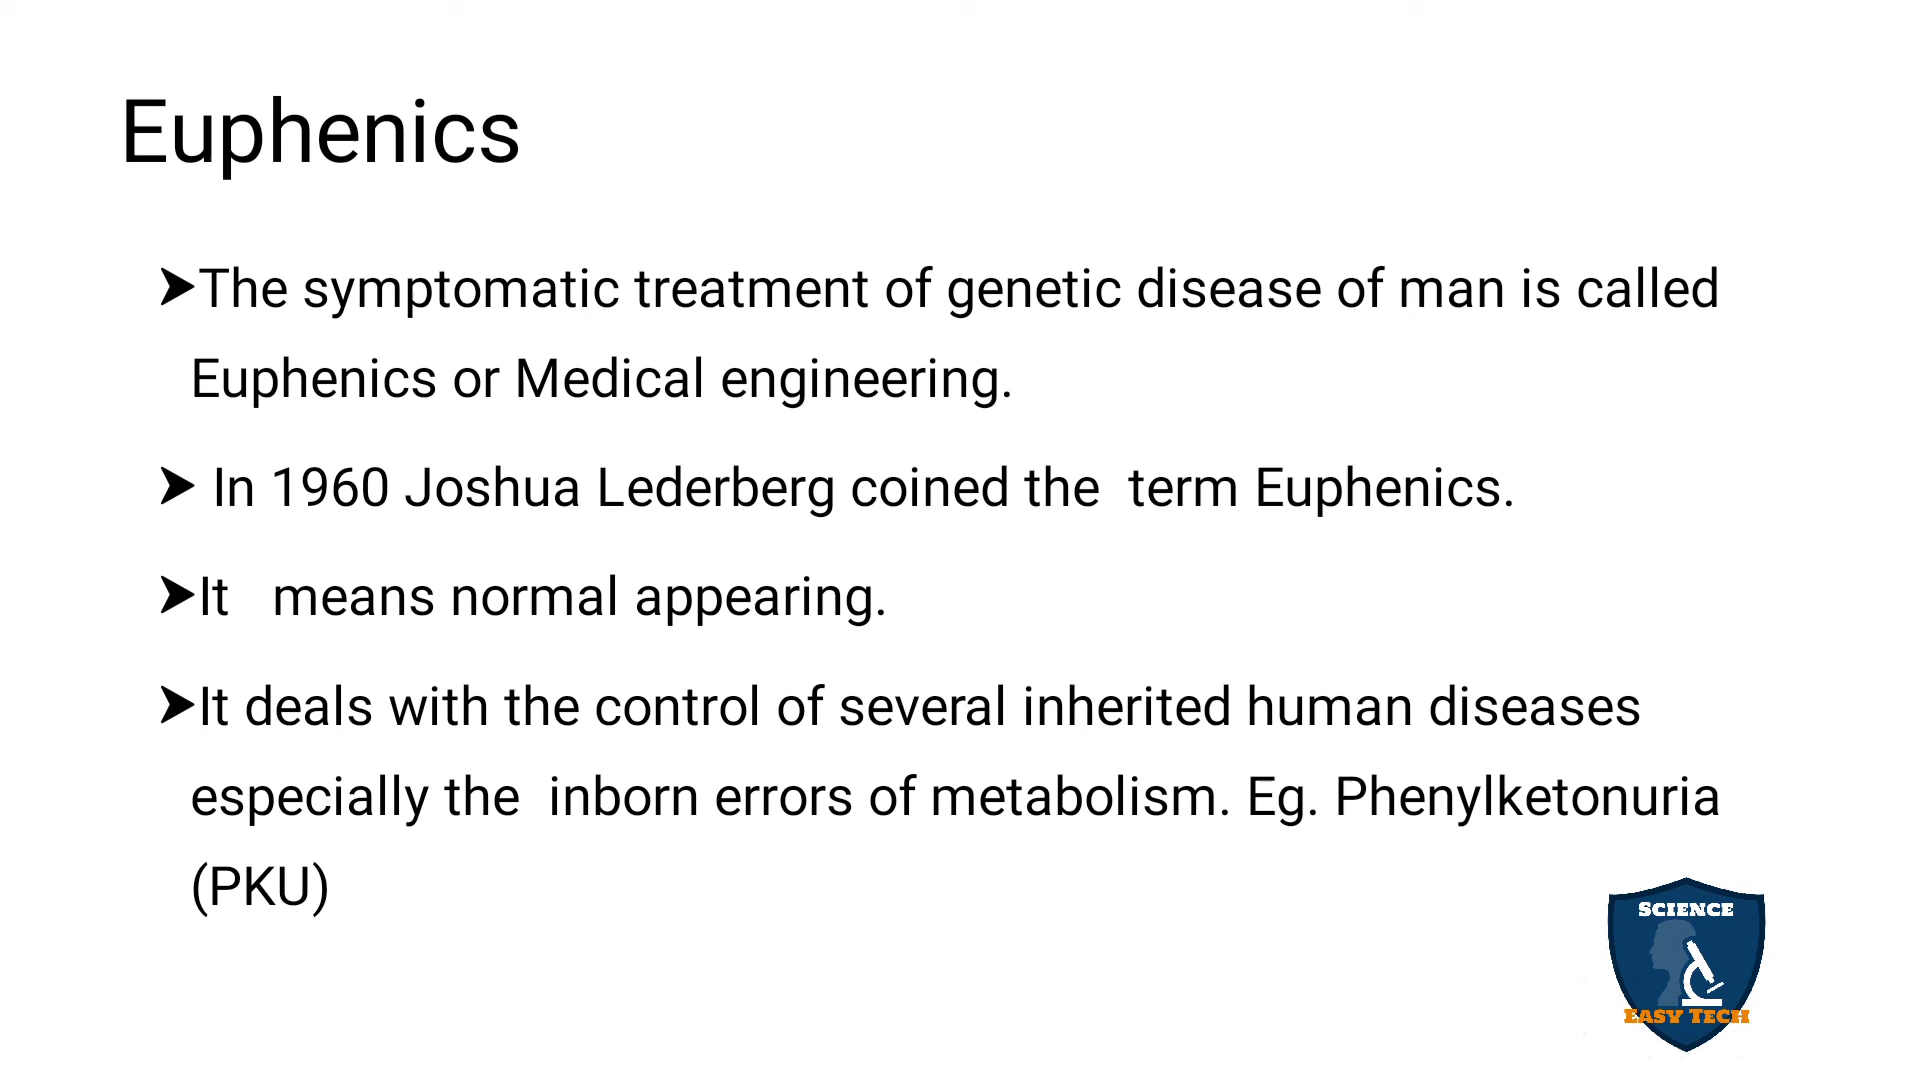 Euphenics
➤The symptomatic treatment of genetic disease of man is called
Euphenics or Medical engineering.
➤ In 1960 Joshua Lederberg coined the  term Euphenics.
➤It   means normal appearing.
➤It deals with the control of several inherited human diseases
especially the  inborn errors of metabolism. Eg. Phenylketonuria
(PKU)
SCIENCE
EASY TECH